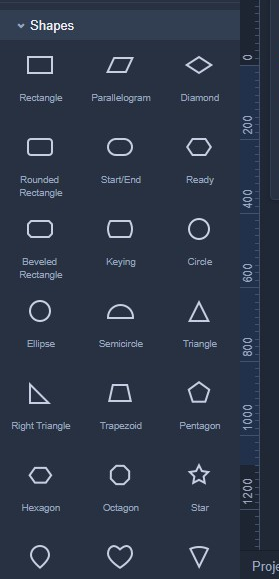 Shapes
Rectangle Parallelogram Diamond
Rounded Rectangle Start/End Ready
Beveled Rectangle Keying Circle
Ellipse Semicircle Triangle
Right Triangle Trapezoid Pentagon
Hexagon Octagon Star
0
200
400
600
800
1000
1200
Proje